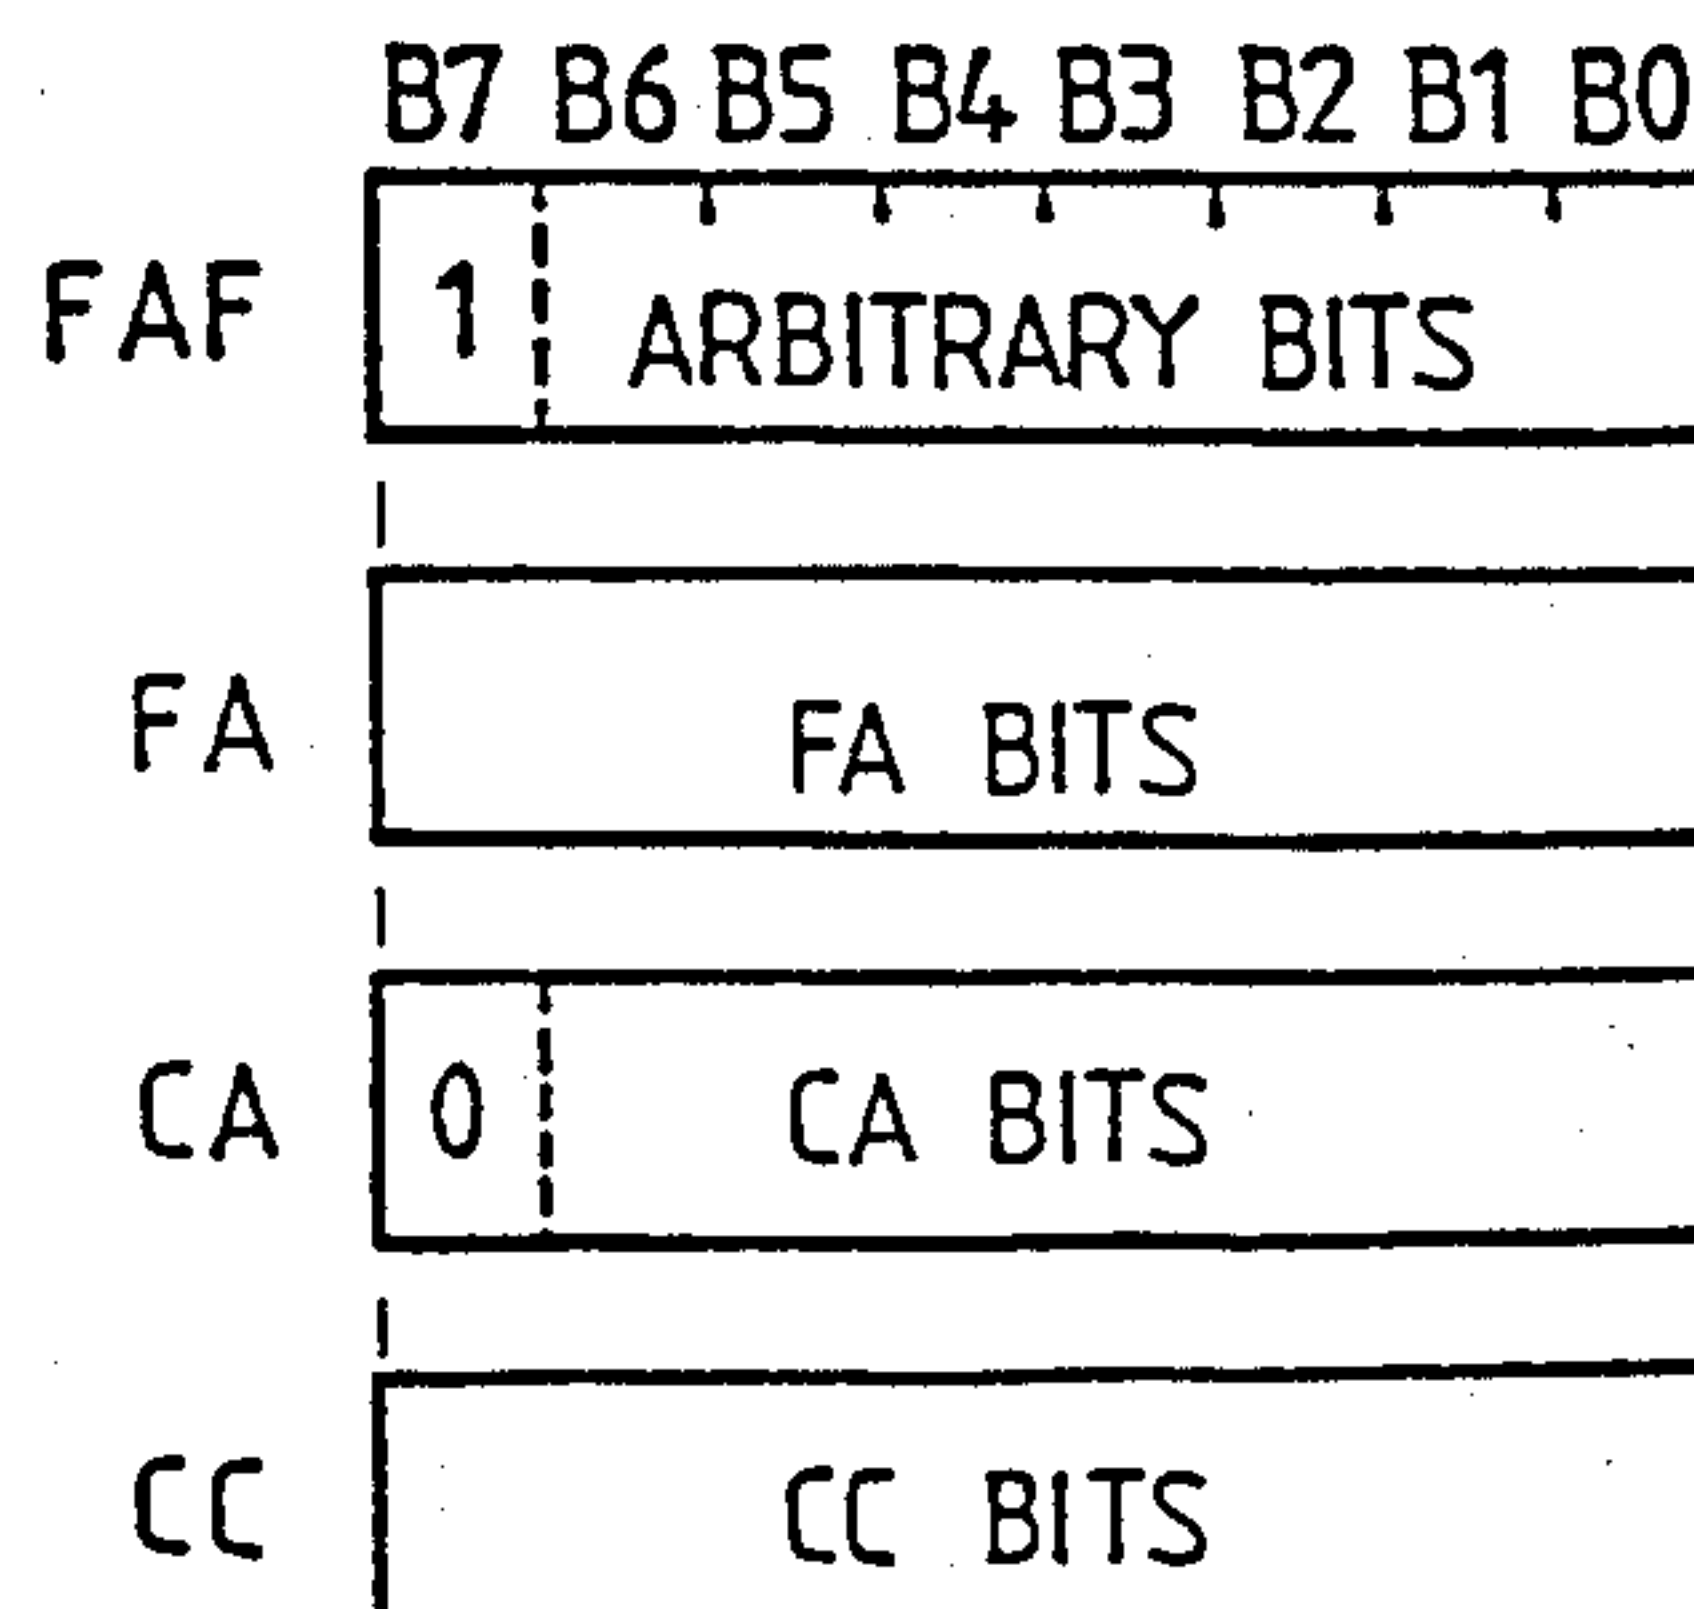 B7 B6 B5 B4 B3 B2 B1 B0
FAF 1 ARBITRARY BITS
FA FA BITS
CA 0 CA BITS
CC CC BITS